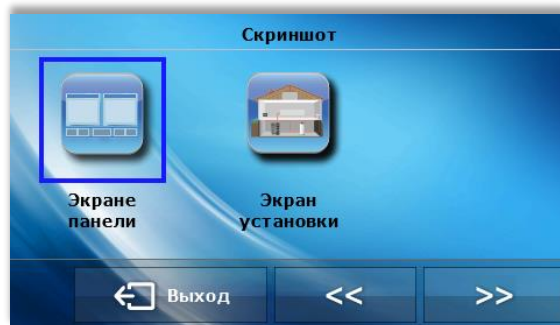 Скриншот
Экране
панели
Экран
установки
Выход
<<
>>